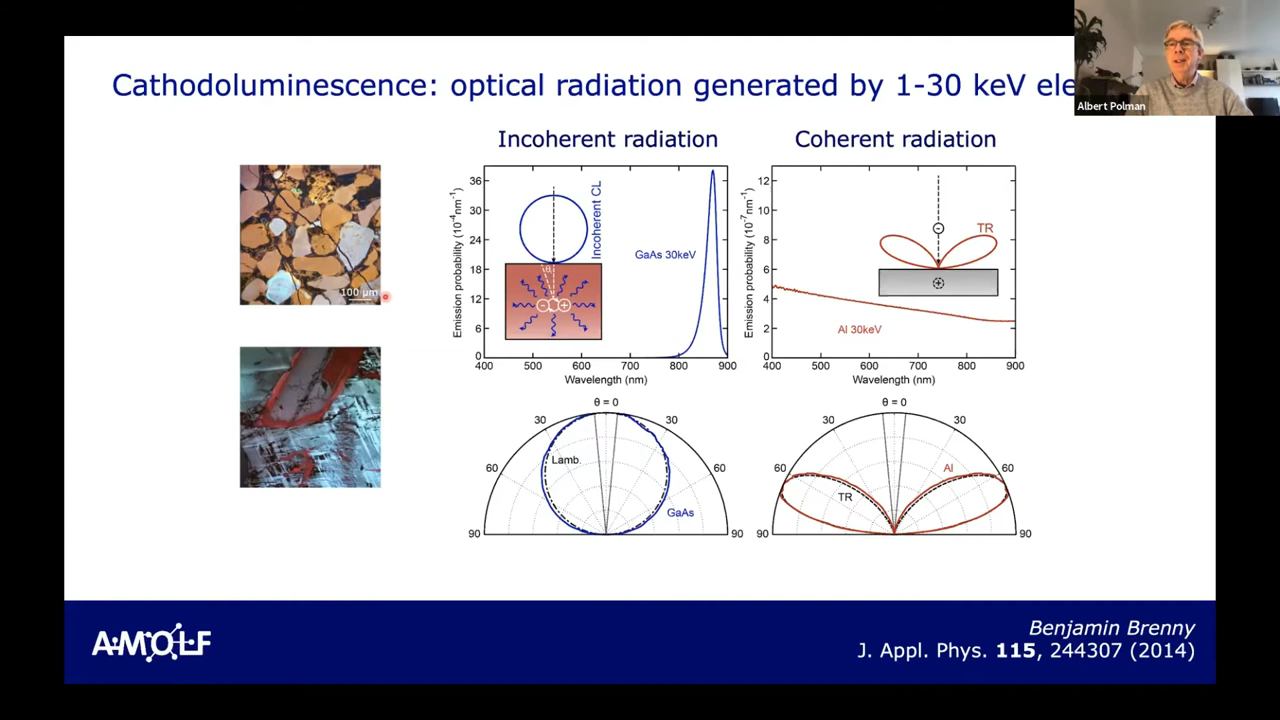 Cathodoluminescence: optical radiation generated by 1-30 keV ele
Albert Polman
Incoherent radiation
Coherent radiation
100 µm
Emission probability (10⁻⁴nm⁻¹)
36
30
24
18
12
6
0
400 500 600 700 800 900
Wavelength (nm)
Incoherent CL
GaAs 30keV
θ
Emission probability (10⁻⁷nm⁻¹)
12
10
8
6
4
2
0
400 500 600 700 800 900
Wavelength (nm)
TR
Al 30keV
θ = 0
30 30
60 60
90 90
Lamb.
GaAs
θ = 0
30 30
60 60
90 90
Al
TR
AMOLF
Benjamin Brenny
J. Appl. Phys. 115, 244307 (2014)